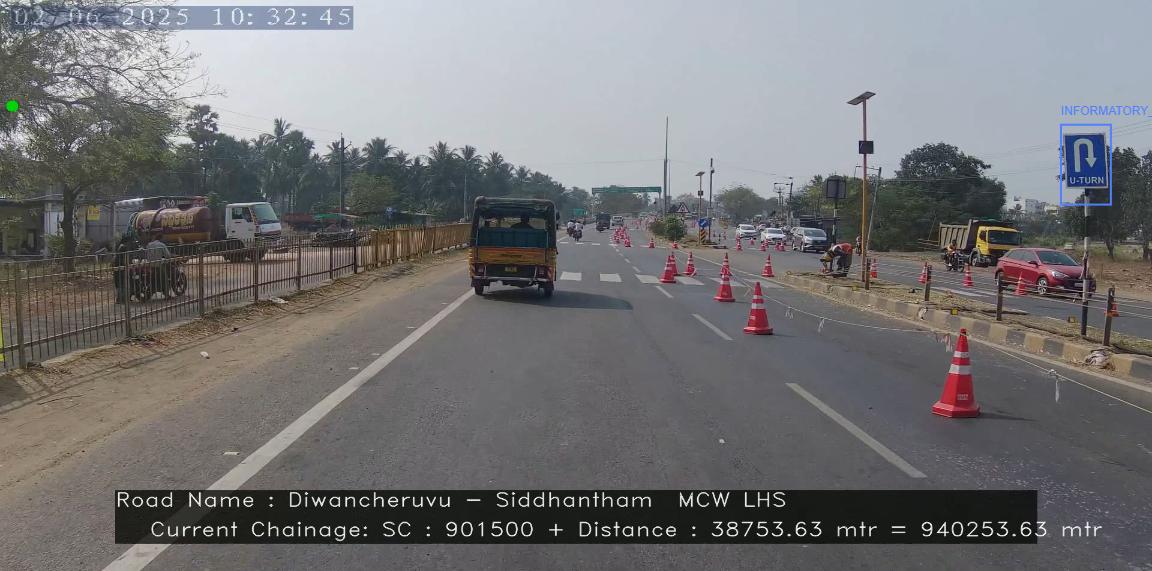 02/06 2025 10:32:45
INFORMATORY_
U-TURN
Road Name : Diwancheruvu - Siddhantham MCW LHS
Current Chainage: SC : 901500 + Distance : 38753.63 mtr = 940253.63 mtr